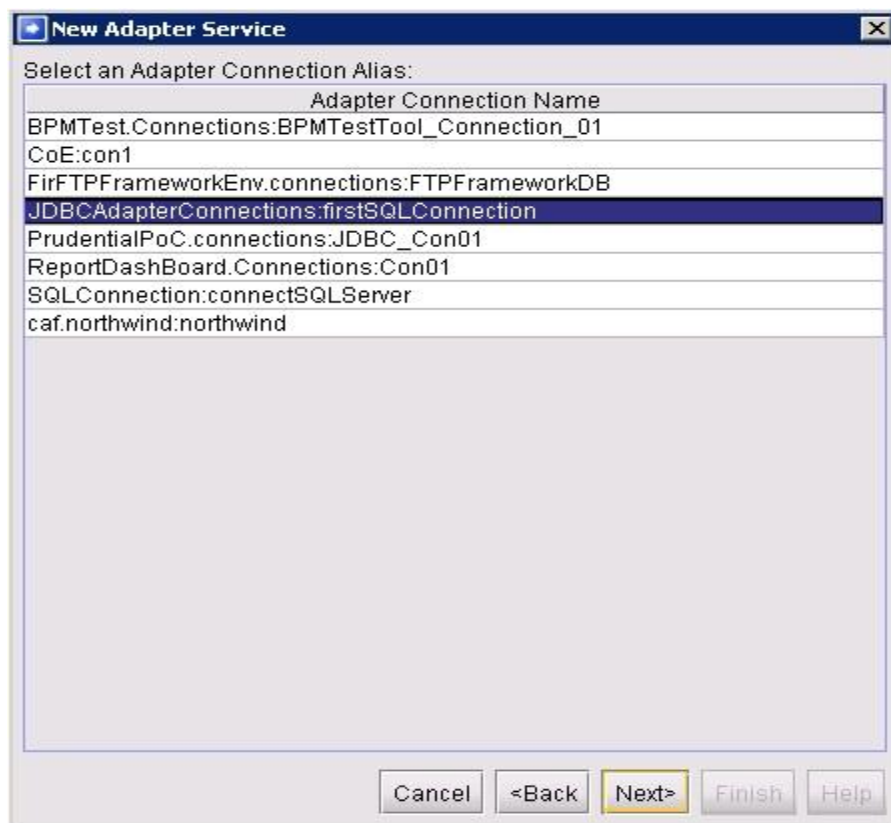 New Adapter Service
Select an Adapter Connection Alias:
Adapter Connection Name
BPMTest.Connections:BPMTestTool_Connection_01
CoE:con1
FirFTPFrameworkEnv.connections:FTPFrameworkDB
JDBCAdapterConnections:firstSQLConnection
PrudentialPoC.connections:JDBC_Con01
ReportDashBoard.Connections:Con01
SQLConnection:connectSQLServer
caf.northwind:northwind
Cancel <Back Next> Finish Help